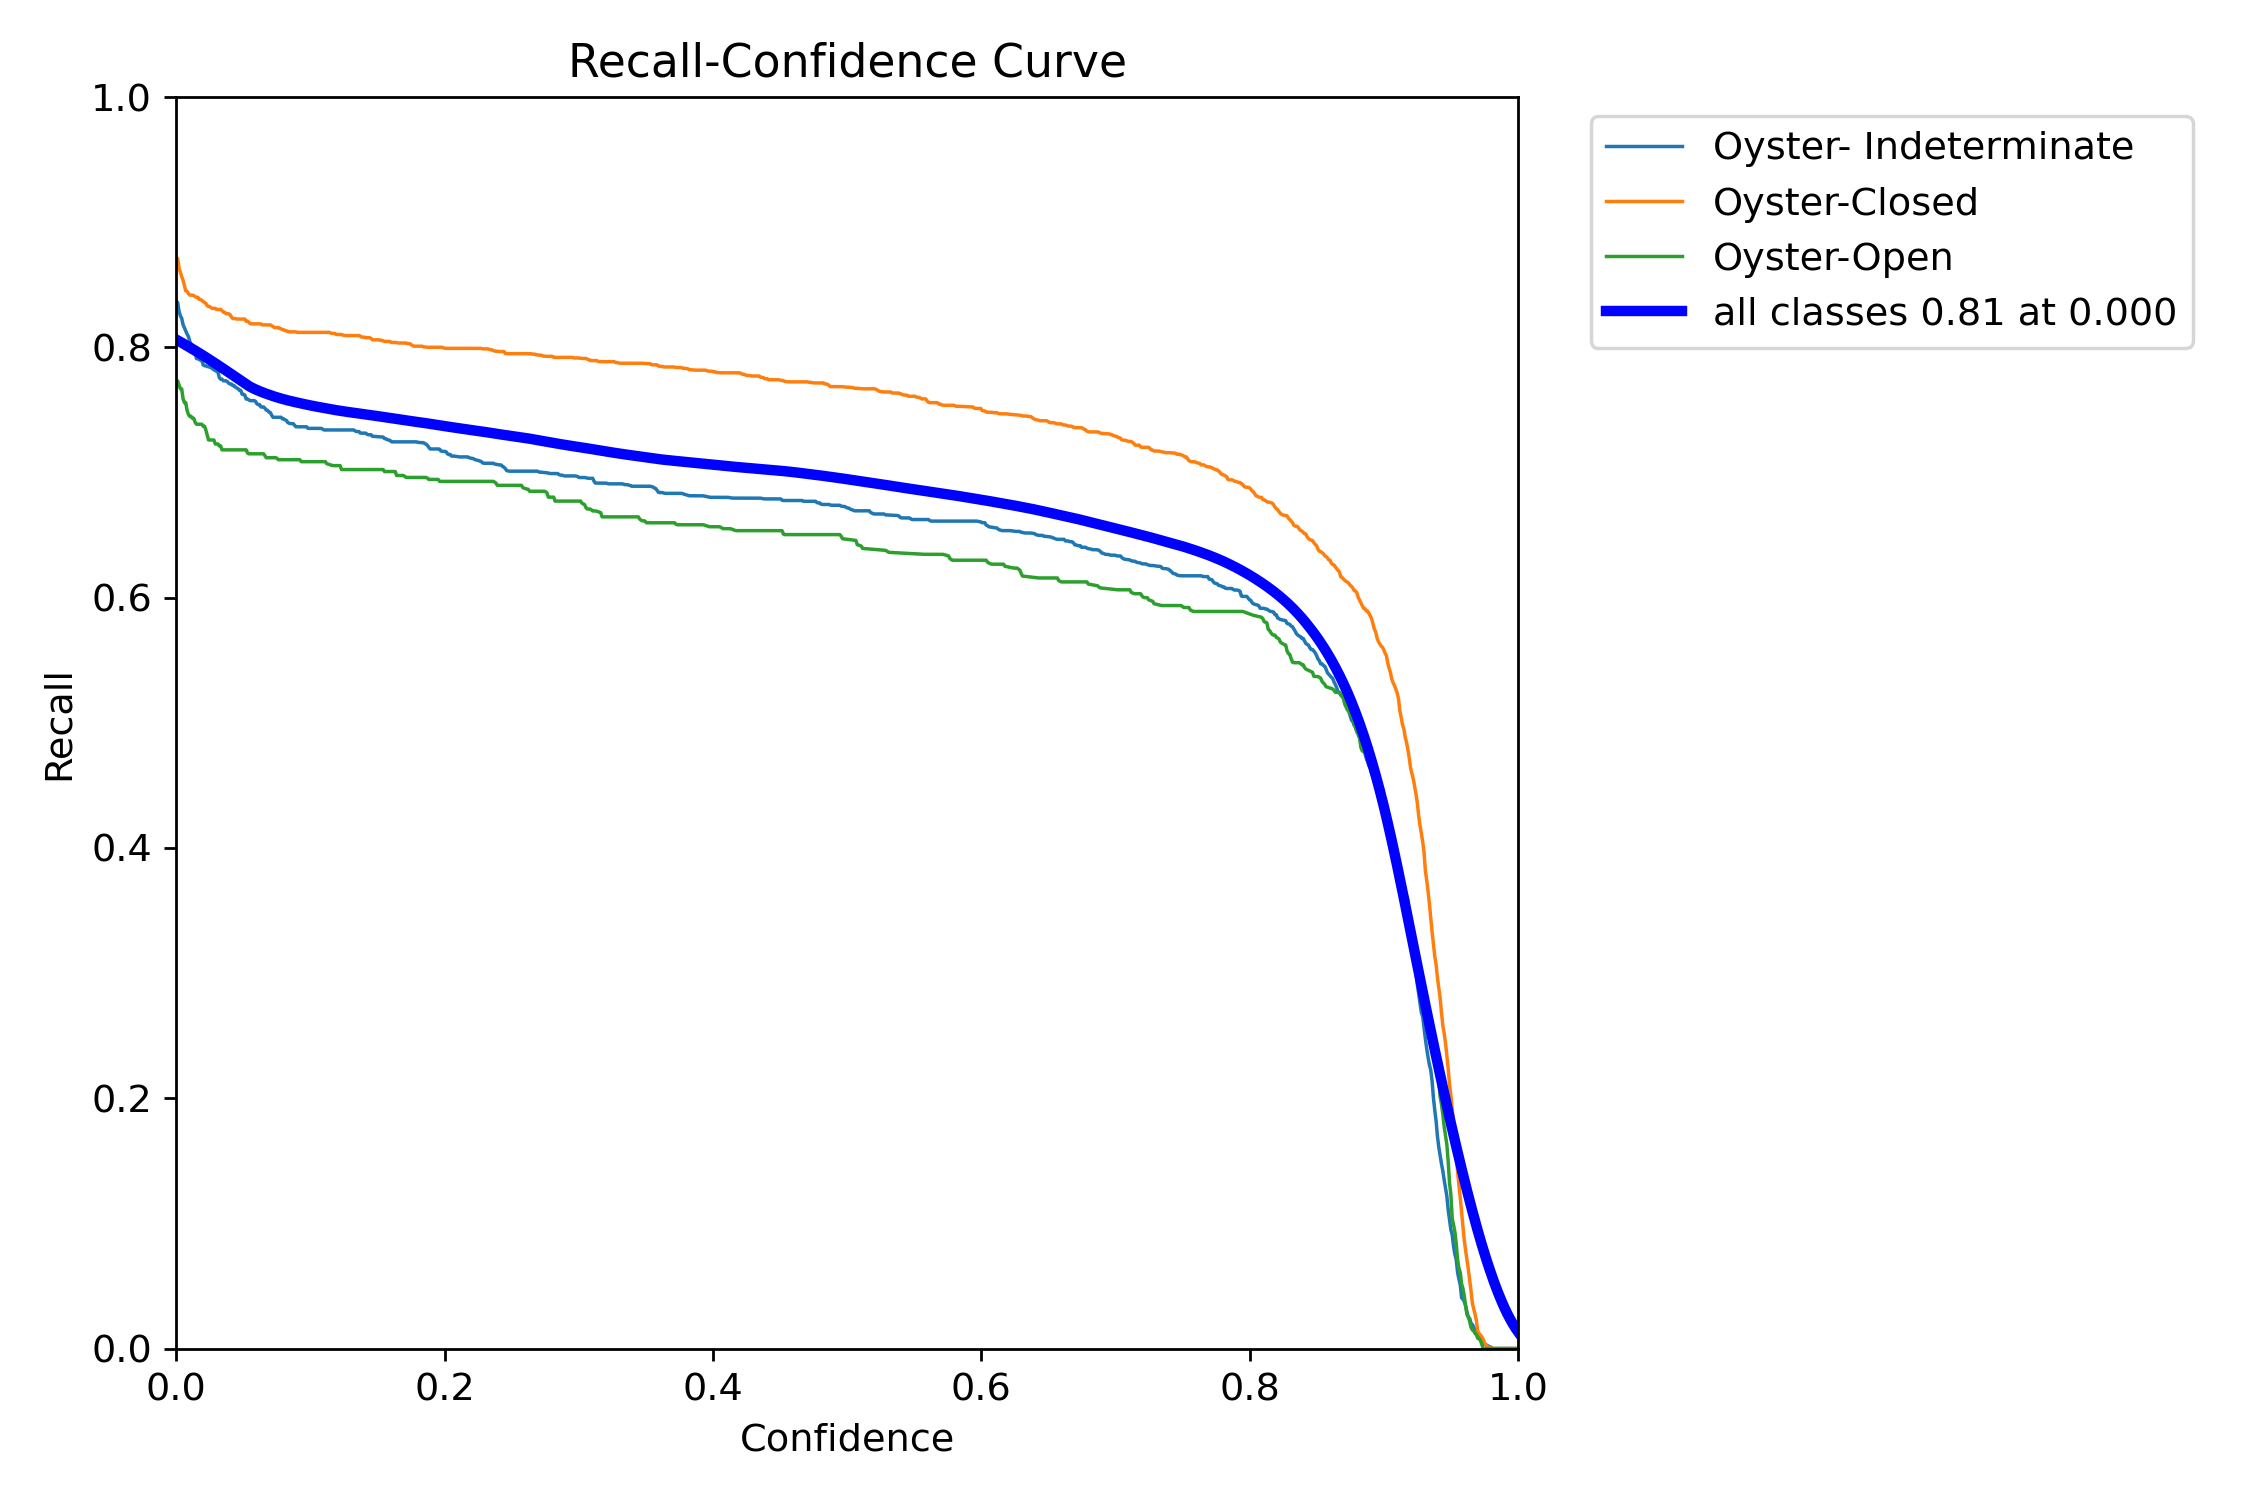 Recall-Confidence Curve
1.0
0.8
0.6
0.4
0.2
0.0
Recall
0.0 0.2 0.4 0.6 0.8 1.0
Confidence
Oyster- Indeterminate
Oyster-Closed
Oyster-Open
all classes 0.81 at 0.000